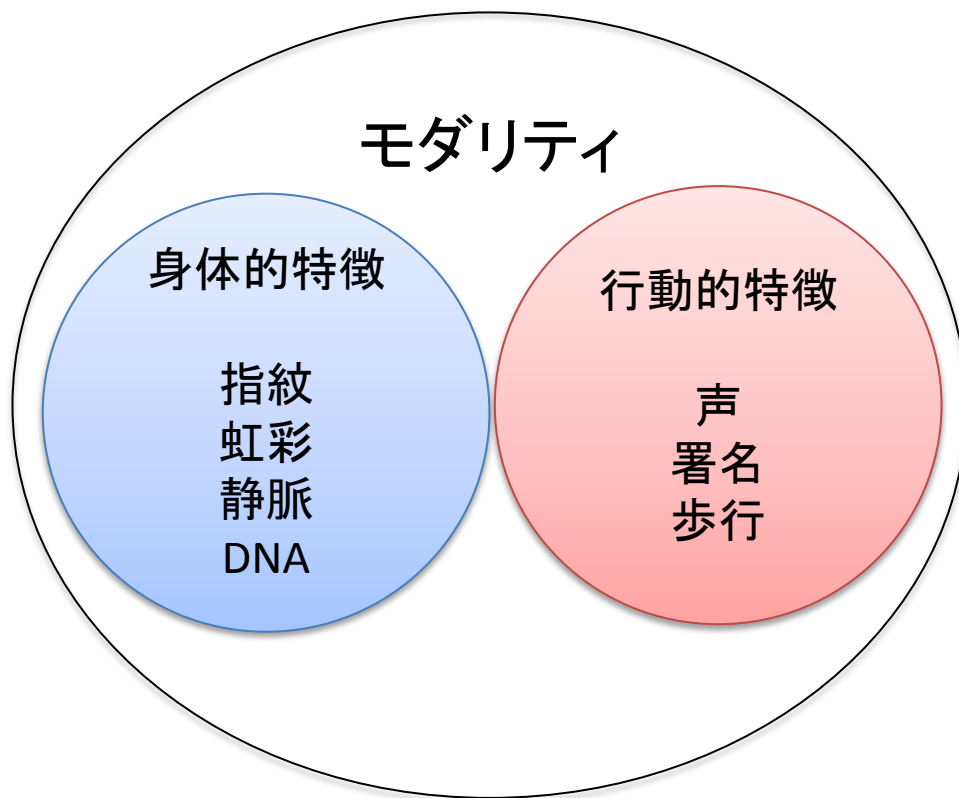 モダリティ
身体的特徴
指紋
虹彩
静脈
DNA
行動的特徴
声
署名
歩行